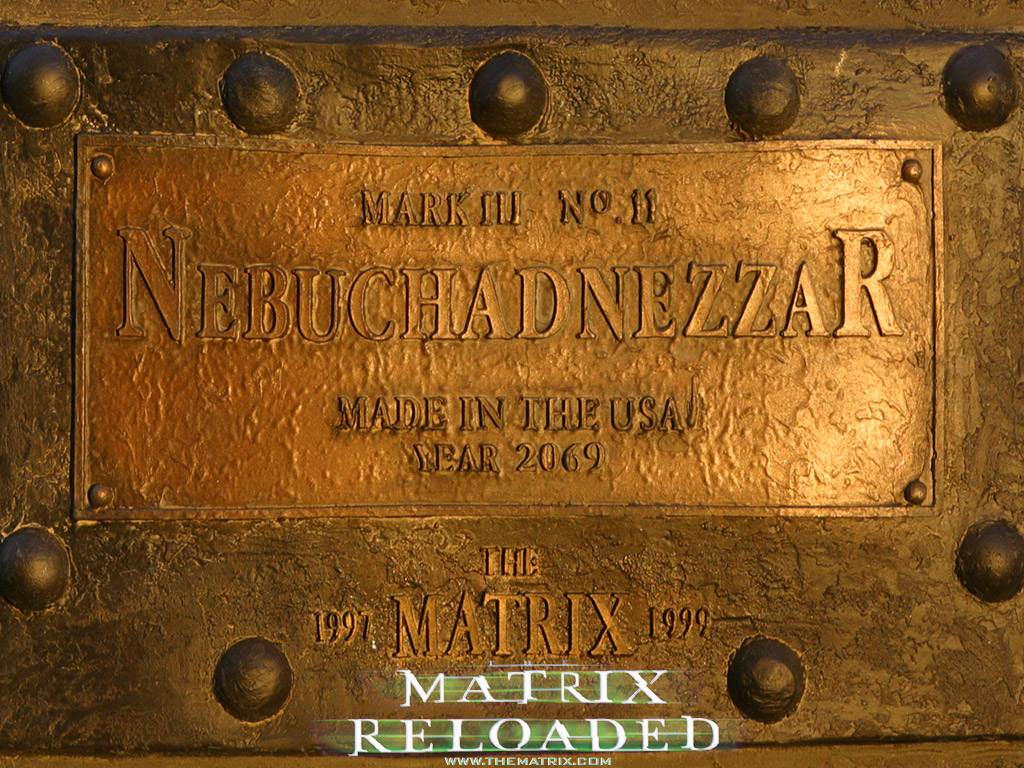 MARK III No. 11
NEBUCHADNEZZAR
MADE IN THE USA
YEAR 2069
THE
1997 MATRIX 1999
THE
MATRIX
RELOADED
WWW.THEMATRIX.COM